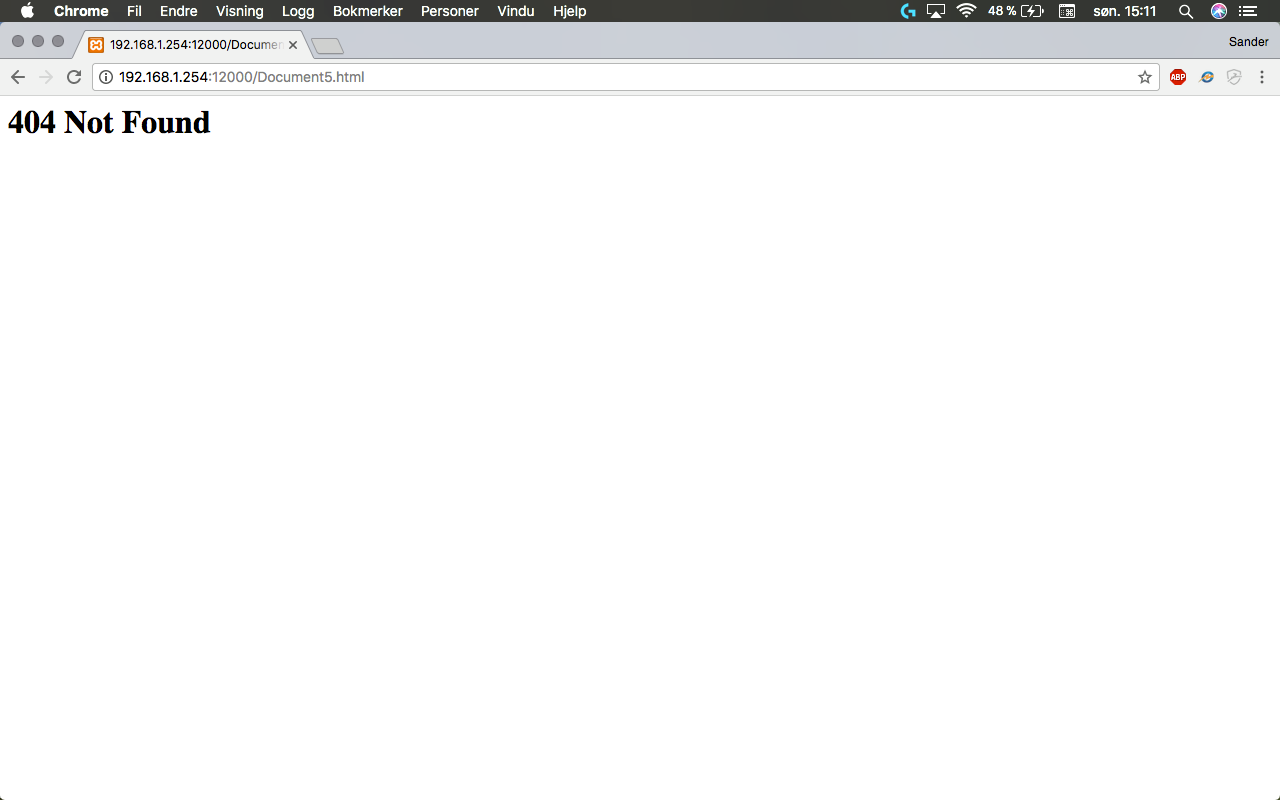 Chrome Fil Endre Visning Logg Bokmerker Personer Vindu Hjelp 48 % søn. 15:11
192.168.1.254:12000/Documen Sander
192.168.1.254:12000/Document5.html ABP
404 Not Found